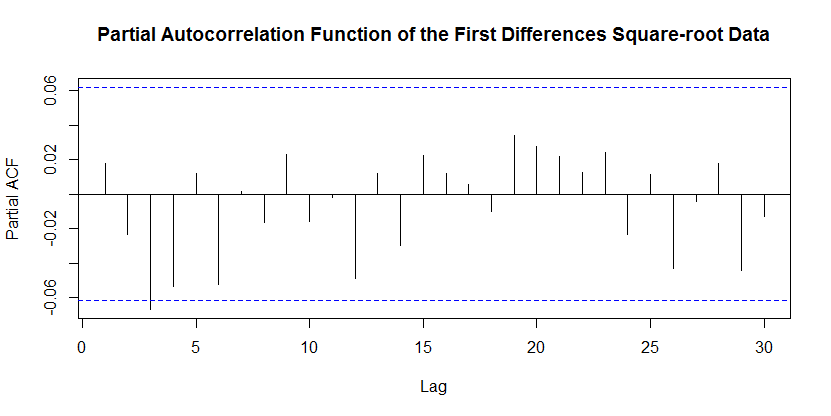 Partial Autocorrelation Function of the First Differences Square-root Data
Partial ACF
0.06
0.02
-0.02
-0.06
0 5 10 15 20 25 30
Lag